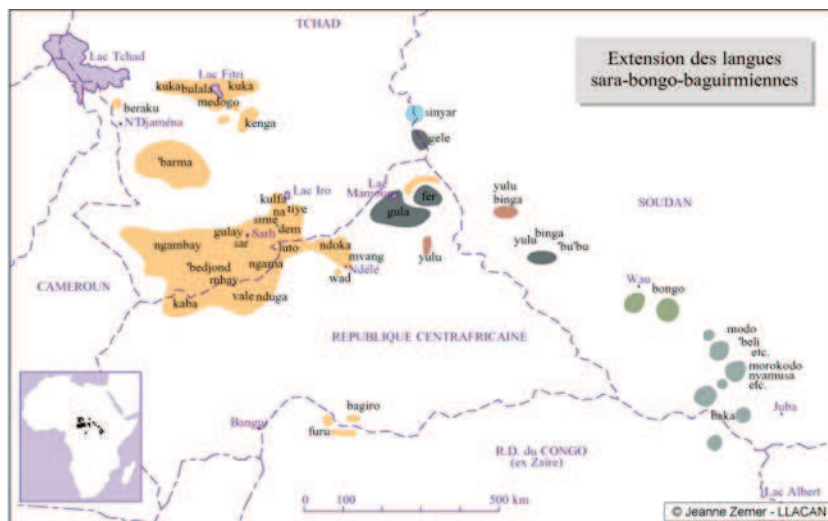 TCHAD
Extension des langues
sara-bongo-baguirmiennes
Lac Tchad
Lac Fitri
kuka
bulala
kuka
medogo
beraku
N'Djaména
kenga
sinyar
gele
'barma
Lac Iro
kulfa
na
tiye
sime
dem
gulay
Sarh
sar
luto
ngambay
'bedjond
mbay
ngama
kaba
vale
nduga
ndoka
mvang
Ndélé
wad
Lac
Mamoun
fer
gula
yulu
yulu
binga
SOUDAN
binga
yulu
'bu'bu
Wau
bongo
modo
'beli
etc.
morokodo
nyamusa
etc.
baka
Juba
CAMEROUN
REPUBLIQUE CENTRAFRICAINE
Bangui
bagiro
furu
R.D. du CONGO
(ex Zaïre)
Lac Albert
0
100
500 km
© Jeanne Zerner - LLACAN